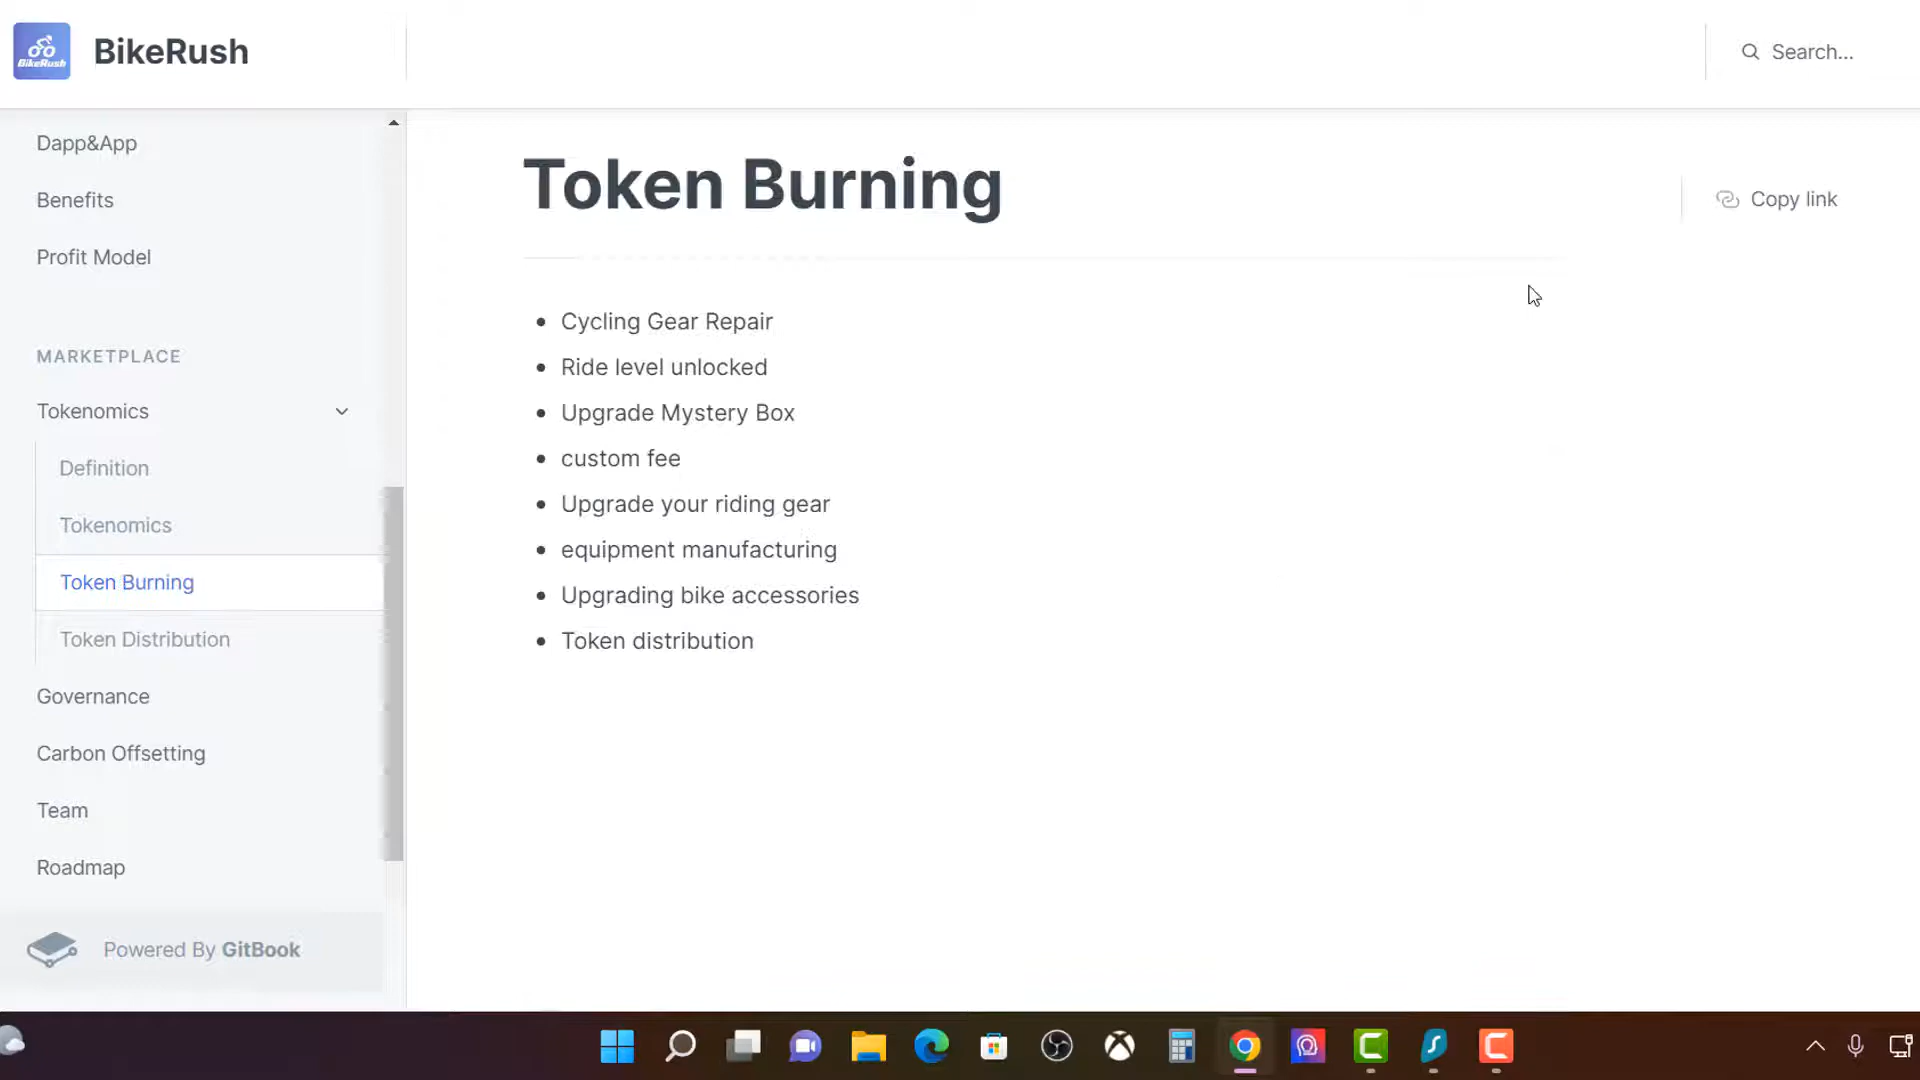 BikeRush
BikeRush
Search...
Dapp&App
Benefits
Profit Model
MARKETPLACE
Tokenomics
Definition
Tokenomics
Token Burning
Token Distribution
Governance
Carbon Offsetting
Team
Roadmap
Powered By GitBook
Token Burning
Copy link
Cycling Gear Repair
Ride level unlocked
Upgrade Mystery Box
custom fee
Upgrade your riding gear
equipment manufacturing
Upgrading bike accessories
Token distribution